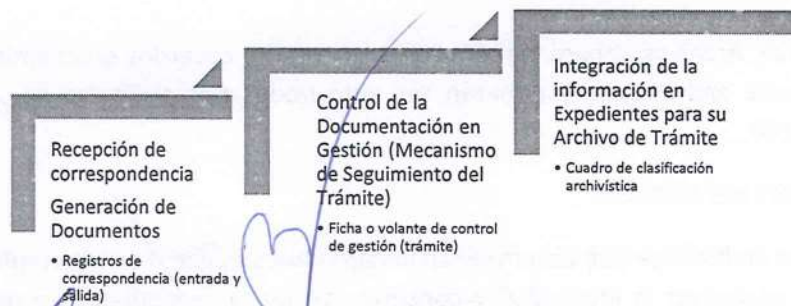 Recepción de
correspondencia
Generación de
Documentos
• Registros de
correspondencia (entrada y
salida)
Control de la
Documentación en
Gestión (Mecanismo
de Seguimiento del
Trámite)
• Ficha o volante de control
de gestión (trámite)
Integración de la
información en
Expedientes para su
Archivo de Trámite
• Cuadro de clasificación
archivística